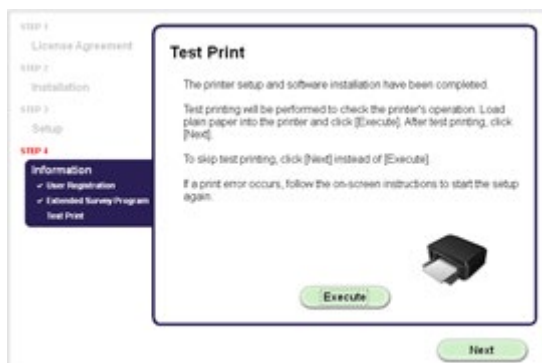 STEP 1
License Agreement
STEP 2
Installation
STEP 3
Setup
STEP 4
Information
✓ User Registration
✓ Extended Survey Program
Test Print
Test Print
The printer setup and software installation have been completed.
Test printing will be performed to check the printer's operation. Load
plain paper into the printer and click [Execute]. After test printing, click
[Next].
To skip test printing, click [Next] instead of [Execute].
If a print error occurs, follow the on-screen instructions to start the setup
again.
Execute
Next